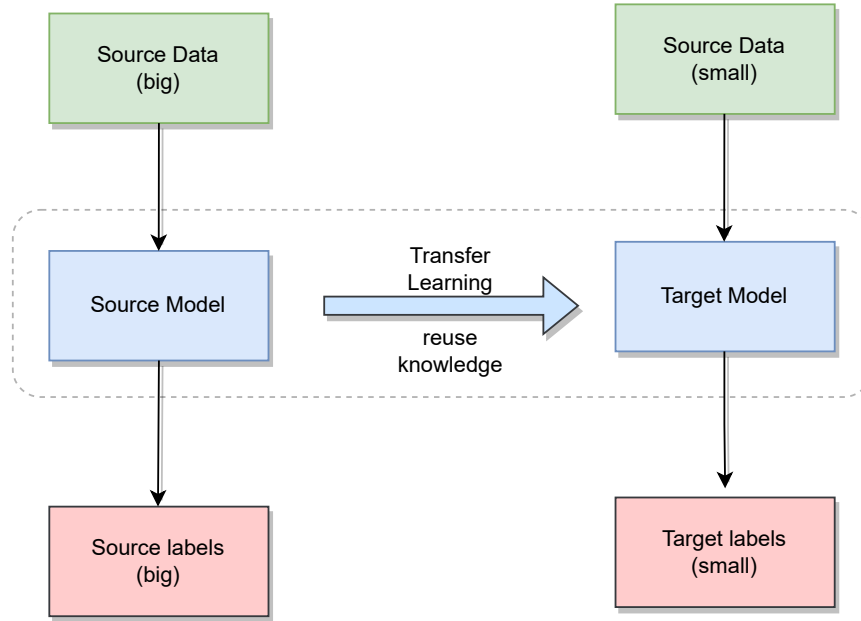 Source Data
(big)
Source Data
(small)
Source Model
Transfer
Learning
reuse
knowledge
Target Model
Source labels
(big)
Target labels
(small)